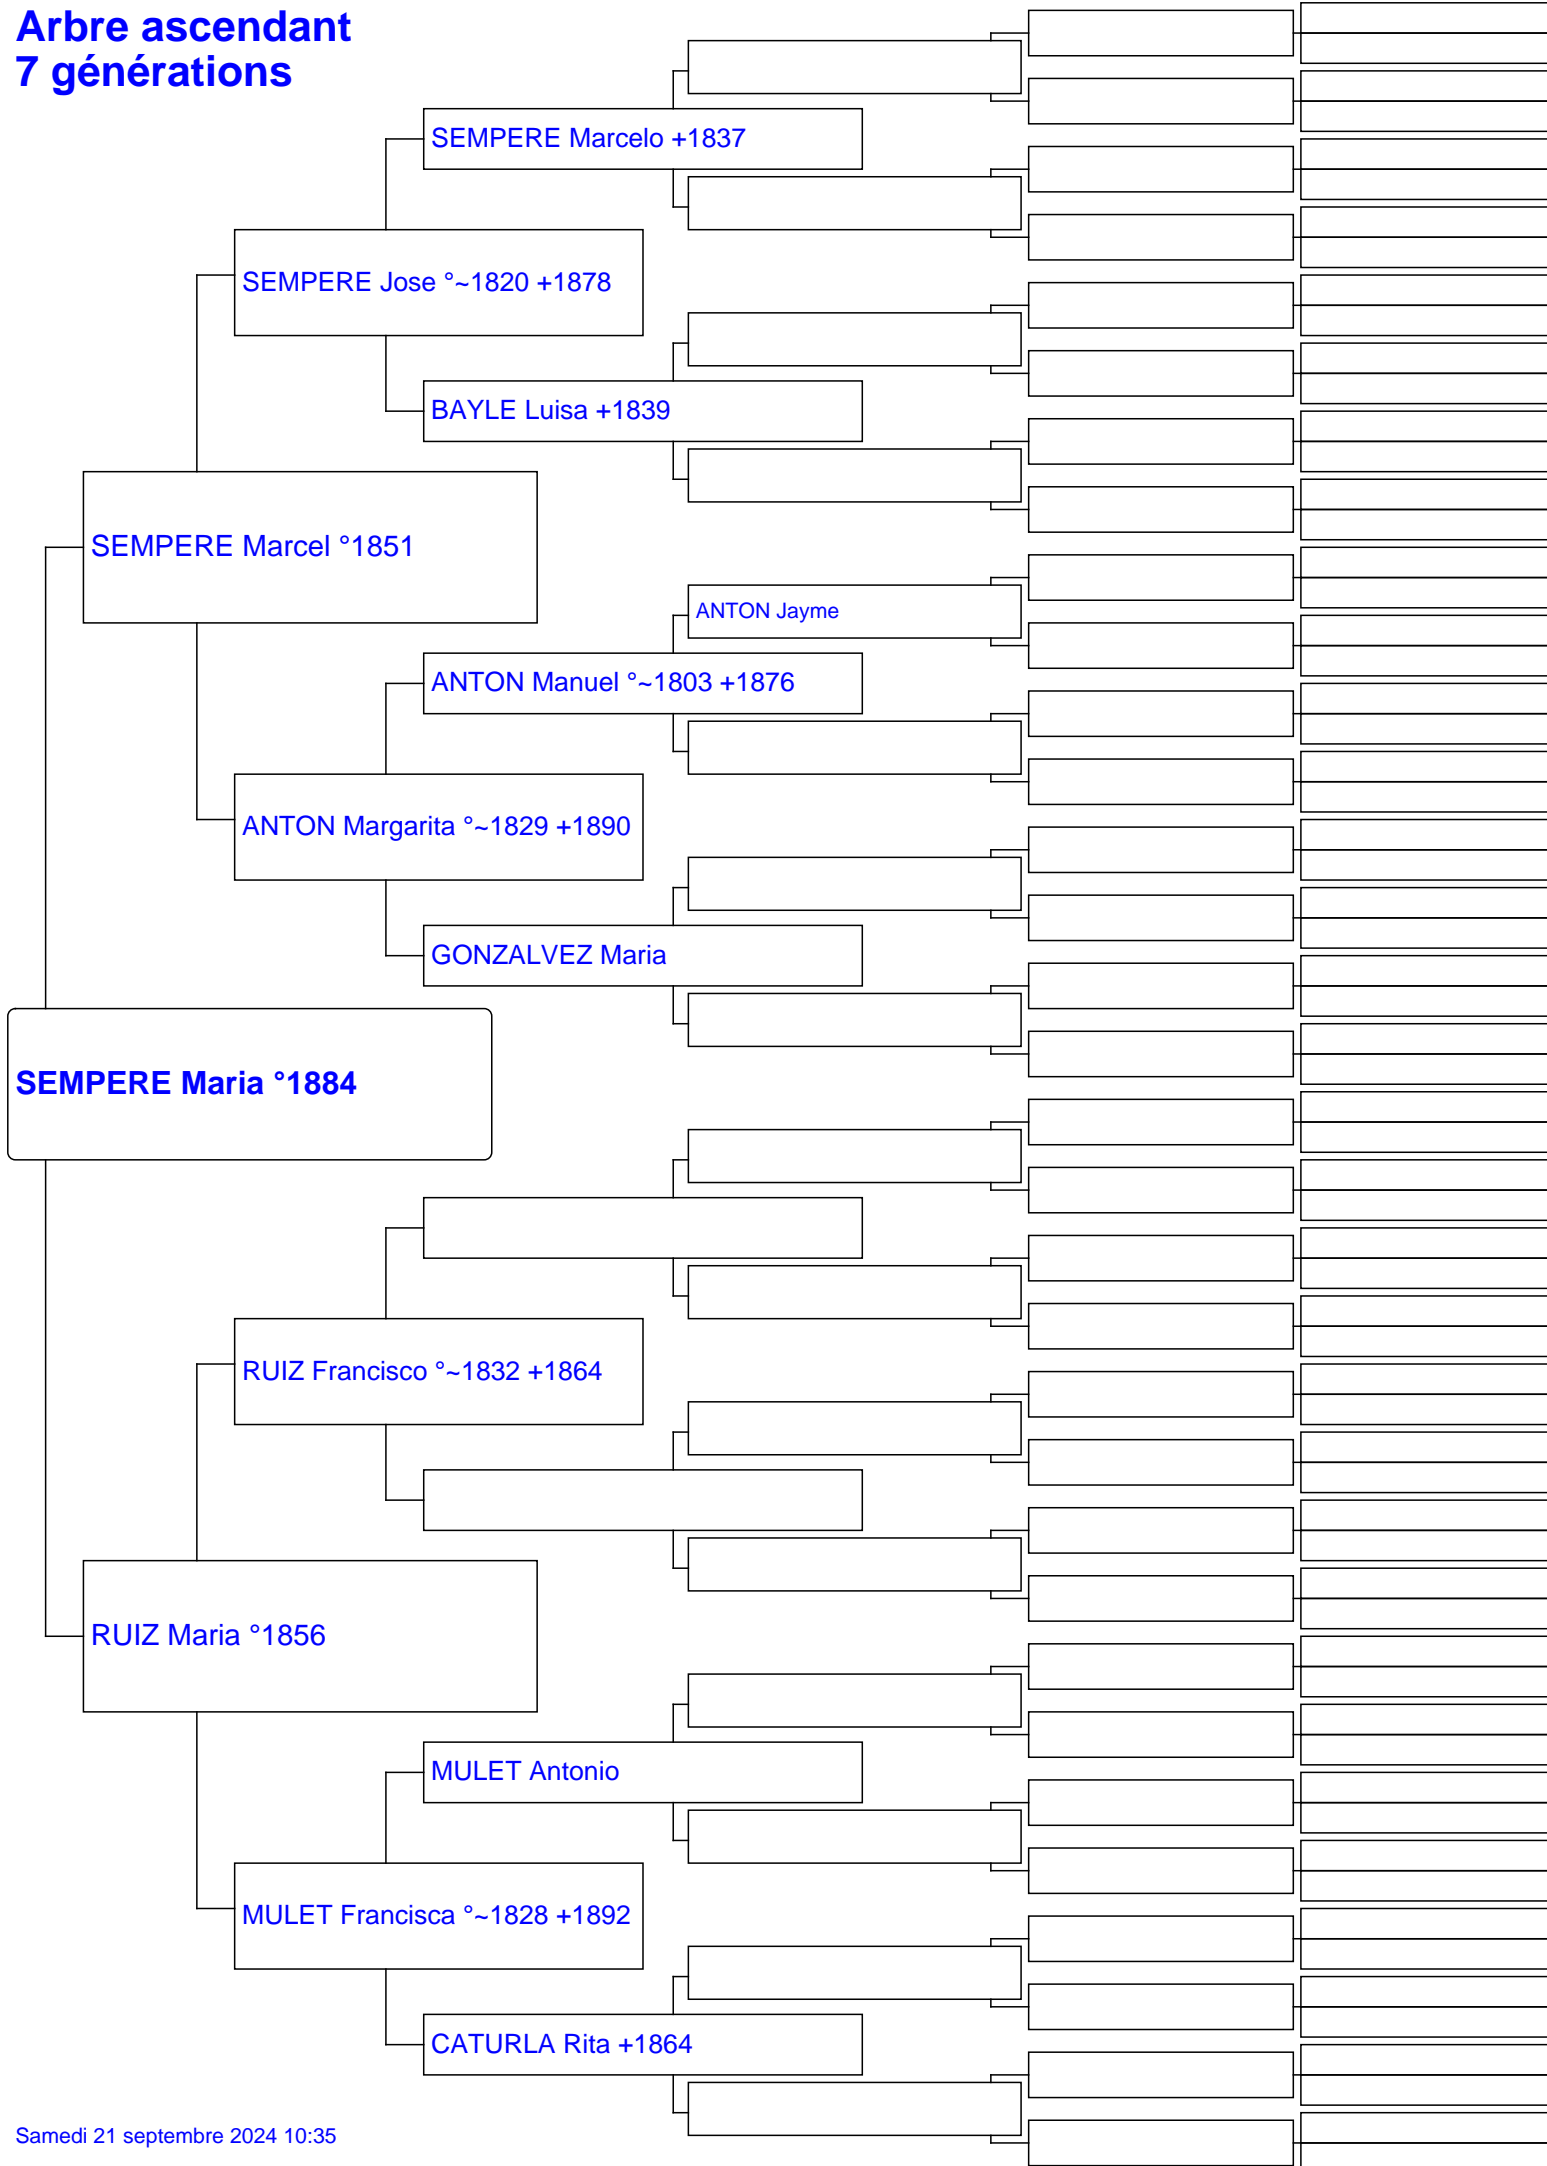 Arbre ascendant
7 générations
SEMPERE Marcelo +1837
SEMPERE Jose °~1820 +1878
BAYLE Luisa +1839
SEMPERE Marcel °1851
ANTON Jayme
ANTON Manuel °~1803 +1876
ANTON Margarita °~1829 +1890
GONZALVEZ Maria
SEMPERE Maria °1884
RUIZ Francisco °~1832 +1864
RUIZ Maria °1856
MULET Antonio
MULET Francisca °~1828 +1892
CATURLA Rita +1864
Samedi 21 septembre 2024 10:35